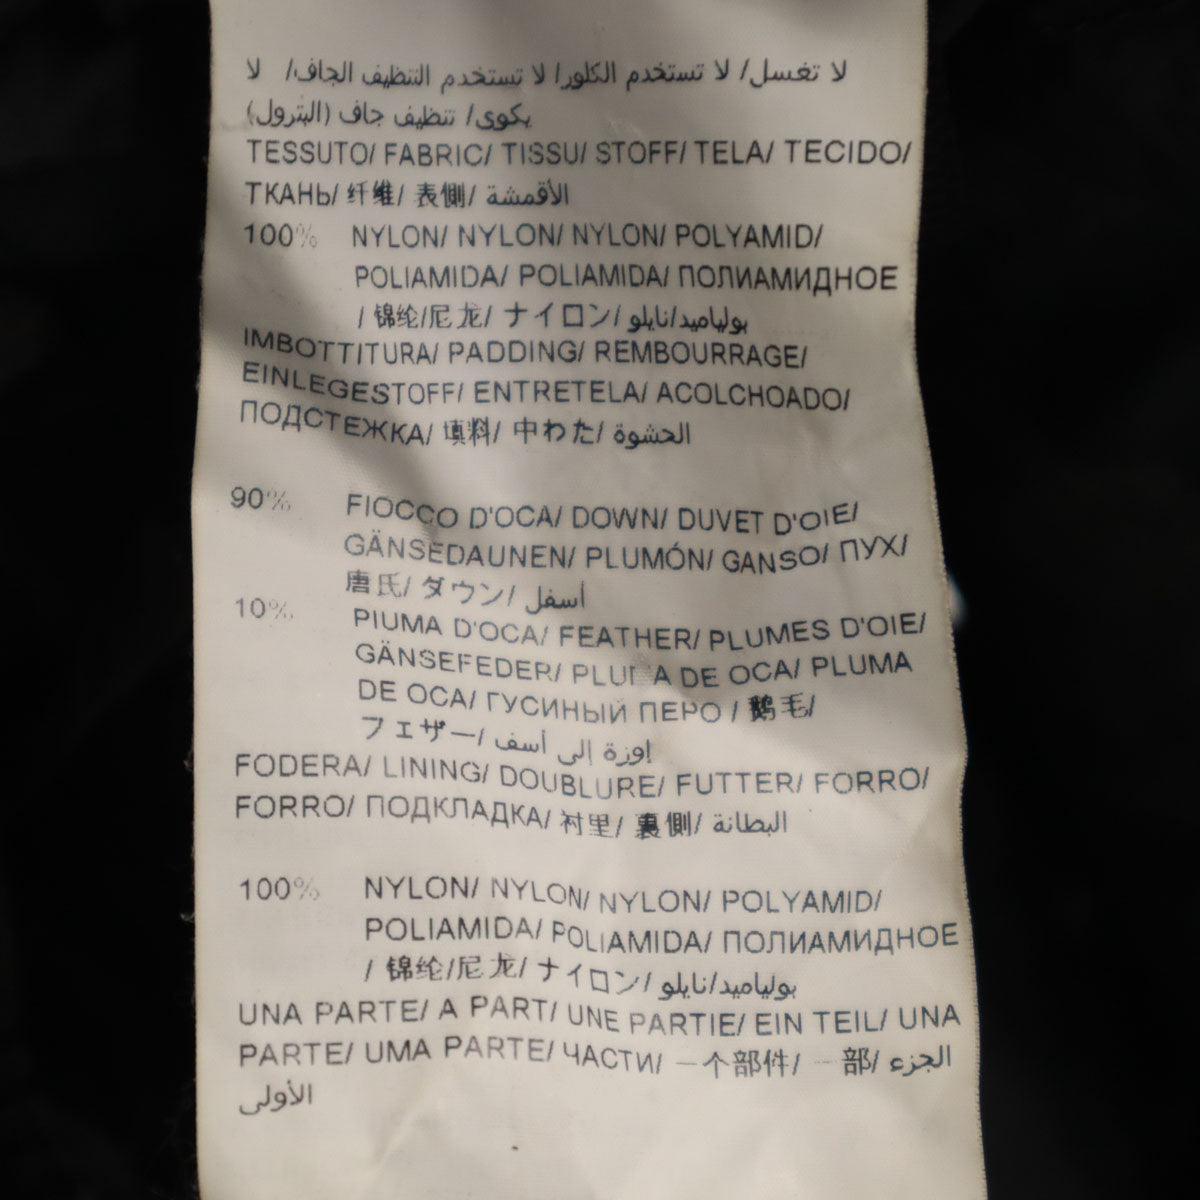 لا تغسل/ لا تستخدم الكلور/ لا تستخدم التنظيف الجاف/ لا
يكوى/ تنظيف جاف (البترول)
TESSUTO/ FABRIC/ TISSU/ STOFF/ TELA/ TECIDO/
ТКАНЬ/ 纤维/ 表側/ الأقمشة
100% NYLON/ NYLON/ NYLON/ POLYAMID/
POLIAMIDA/ POLIAMIDA/ ПОЛИАМИДНОЕ
/ 锦纶/尼龙/ ナイロン/ بولياميد/نايلو
IMBOTTITURA/ PADDING/ REMBOURRAGE/
EINLEGESTOFF/ ENTRETELA/ ACOLCHOADO/
ПОДСТЕЖКА/ 填料/ 中わた/ الحشوة
90% FIOCCO D'OCA/ DOWN/ DUVET D'OIE/
GÄNSEDAUNEN/ PLUMÓN/ GANSO/ ПУХ/
唐氏/ ダウン/ أسفل
10% PIUMA D'OCA/ FEATHER/ PLUMES D'OIE/
GÄNSEFEDER/ DE OCA/ PLUMA
DE OCA/ ГУСИНЫЙ ПЕРО / 鹅毛/
フェザー/ إوزة إلى أسف
FODERA/ LINING/ DOUBLURE/ FUTTER/ FORRO/
FORRO/ ПОДКЛАДКА/ 衬里/ 裏側/ البطانة
100% NYLON/ NYLON/ NYLON/ POLYAMID/
POLIAMIDA/ POLIAMIDA/ ПОЛИАМИДНОЕ
/ 锦纶/尼龙/ ナイロン/ بولياميد/نايلو
UNA PARTE/ A PART/ UNE PARTIE/ EIN TEIL/ UNA
PARTE/ UMA PARTE/ ЧАСТИ/ 一个部件/ 一部/ الجزء
الأولى